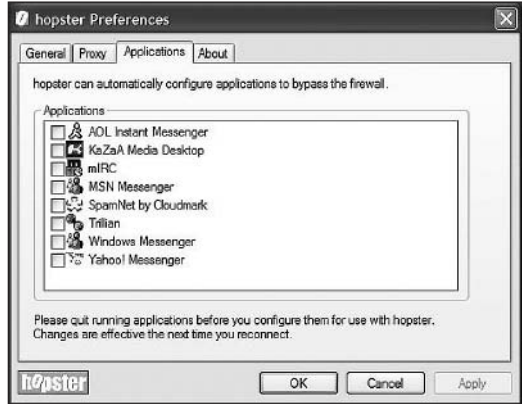 hopster Preferences
General Proxy Applications About
hopster can automatically configure applications to bypass the firewall.
Applications
AOL Instant Messenger
KaZaA Media Desktop
mIRC
MSN Messenger
SpamNet by Cloudmark
Trillian
Windows Messenger
Yahoo! Messenger
Please quit running applications before you configure them for use with hopster.
Changes are effective the next time you reconnect.
hopster OK Cancel Apply